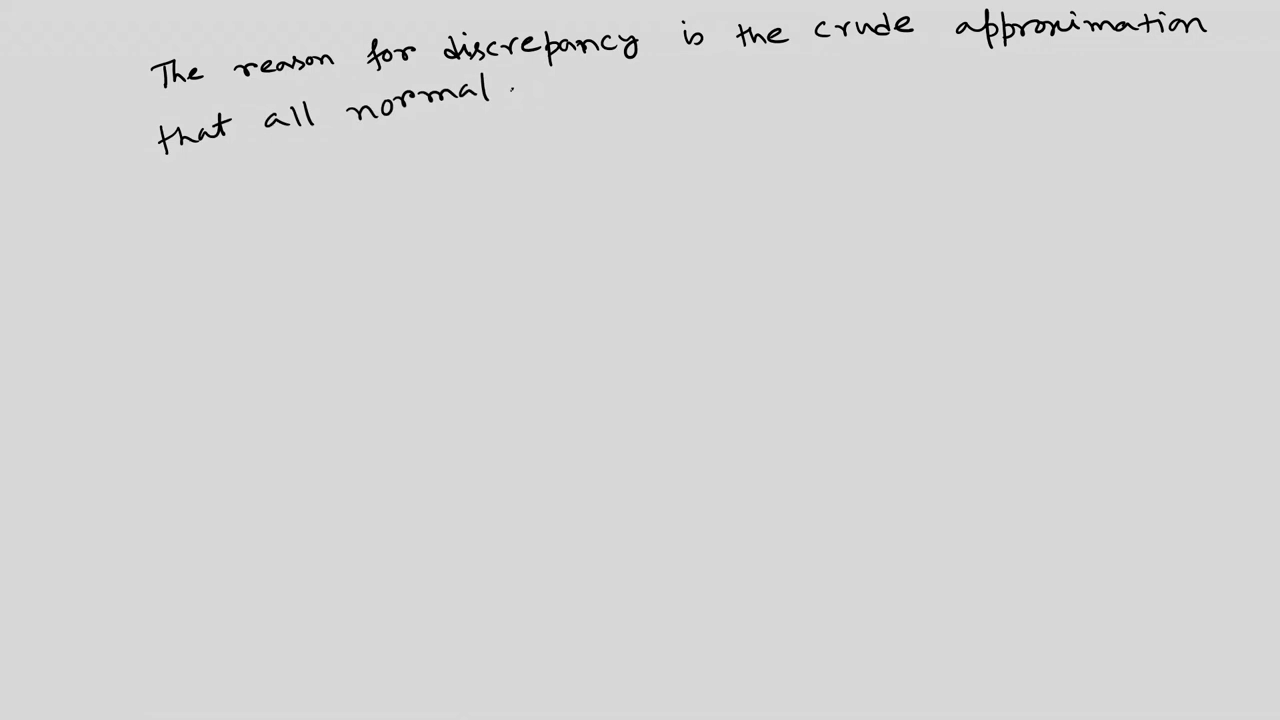 The reason for discrepancy is the crude approximation
that all normal